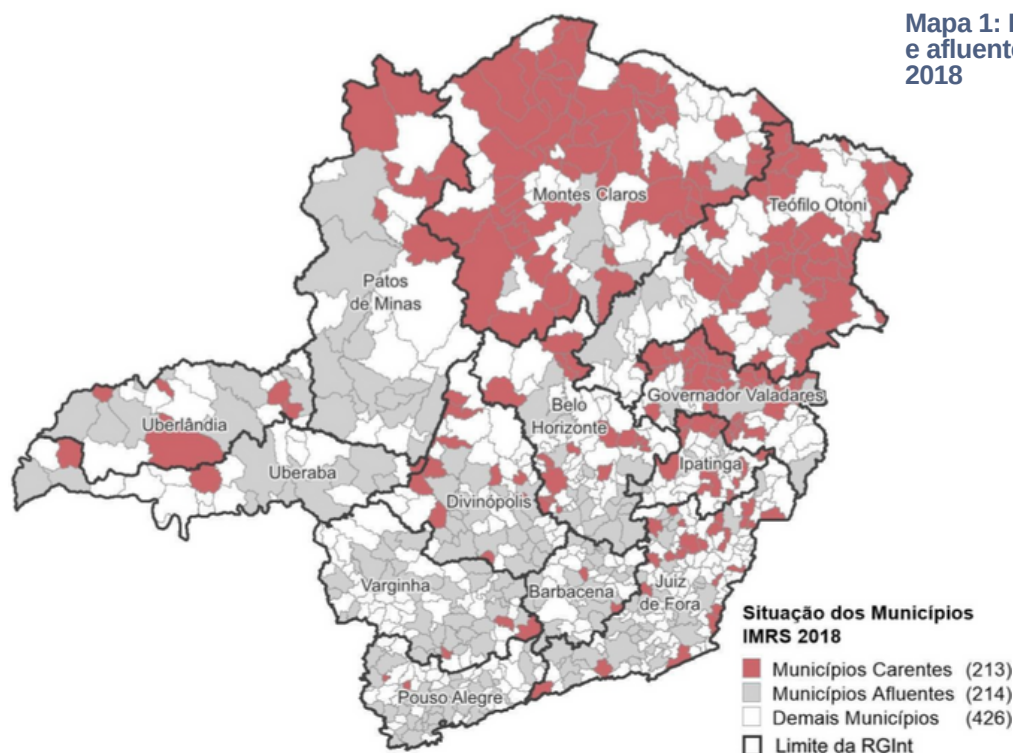 Mapa 1:
e afluente
2018
Montes Claros
Teófilo Otoni
Patos
de Minas
Governador Valadares
Belo
Horizonte
Uberlândia
Ipatinga
Uberaba
Divinópolis
Varginha
Barbacena
Juiz
de Fora
Pouso Alegre
Situação dos Municípios
IMRS 2018
Municípios Carentes (213)
Municípios Afluentes (214)
Demais Municípios (426)
Limite da RGInt